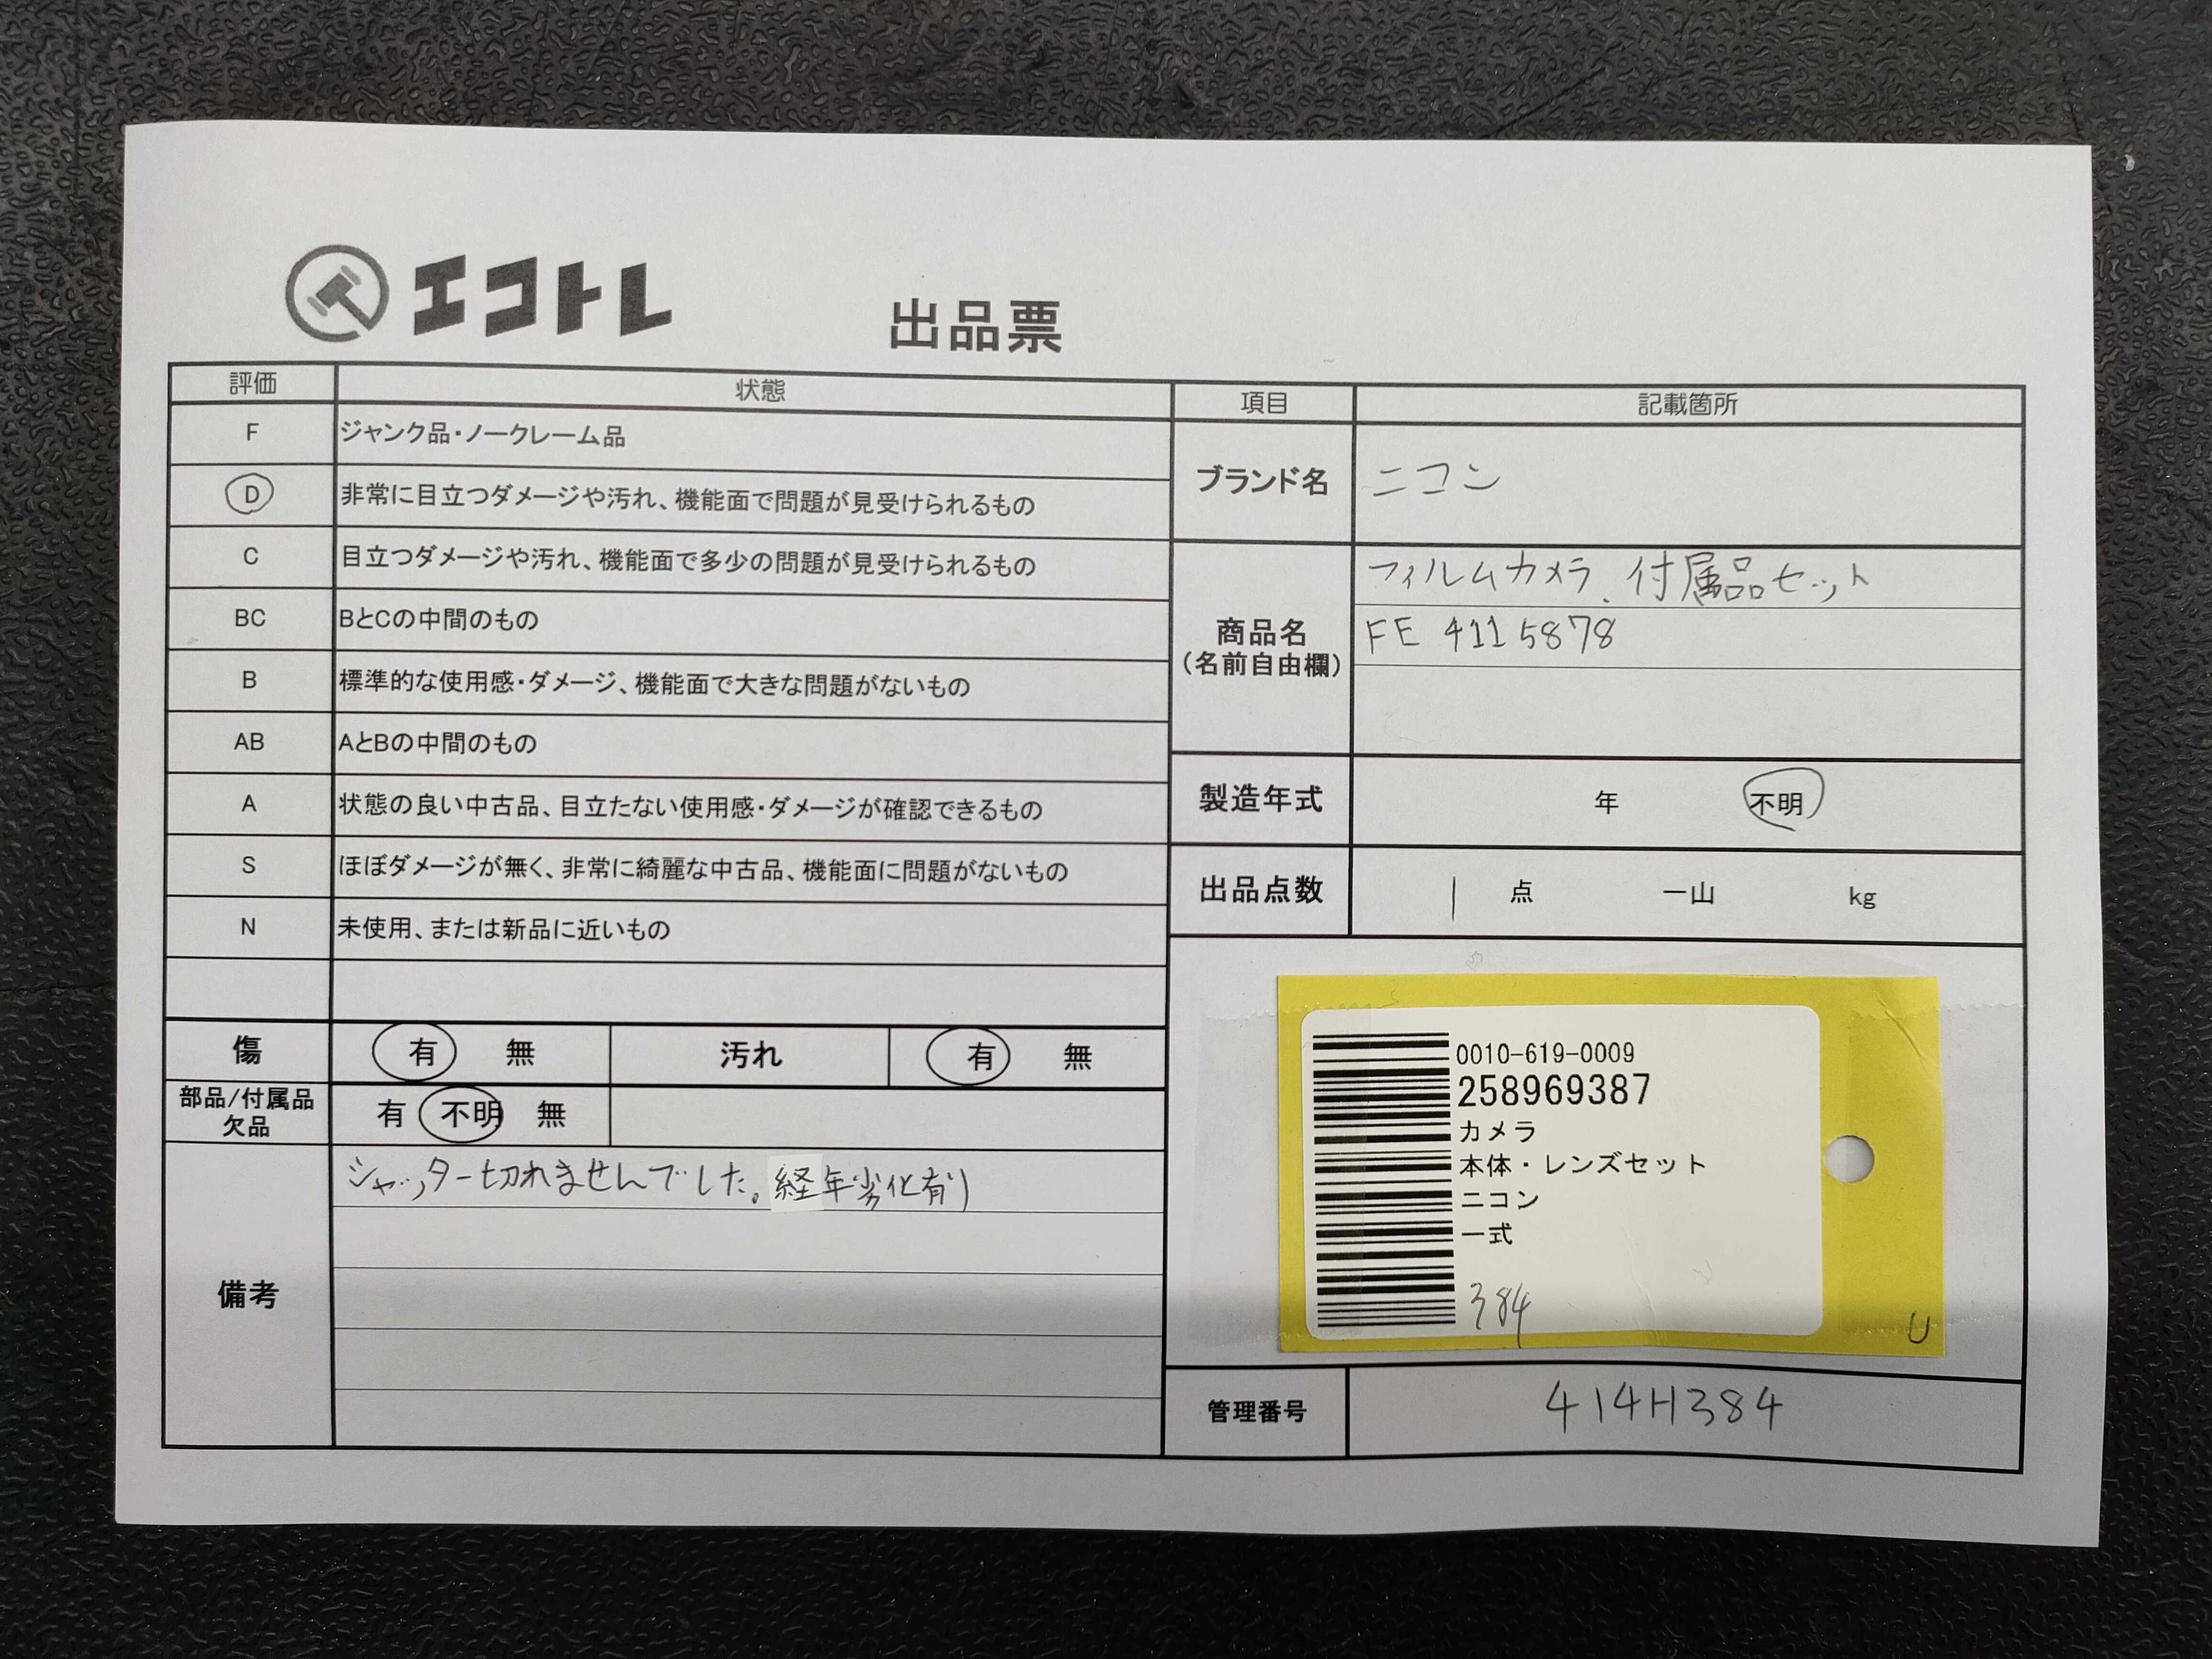 エコトレ
出品票
評価 状態
F ジャンク品・ノークレーム品
D 非常に目立つダメージや汚れ、機能面で問題が見受けられるもの
C 目立つダメージや汚れ、機能面で多少の問題が見受けられるもの
BC BとCの中間のもの
B 標準的な使用感・ダメージ、機能面で大きな問題がないもの
AB AとBの中間のもの
A 状態の良い中古品、目立たない使用感・ダメージが確認できるもの
S ほぼダメージが無く、非常に綺麗な中古品、機能面に問題がないもの
N 未使用、または新品に近いもの
傷 有 無 汚れ 有 無
部品/付属品
欠品
有 不明 無
備考
シャッター切れませんでした。経年劣化有り
項目 記載箇所
ブランド名 ニコン
商品名
(名前自由欄)
フィルムカメラ、付属品セット
FE 4115878
製造年式 年 不明
出品点数 1 点 一山 kg
0010-619-0009
258969387
カメラ
本体・レンズセット
ニコン
一式
384
U
管理番号 414H384